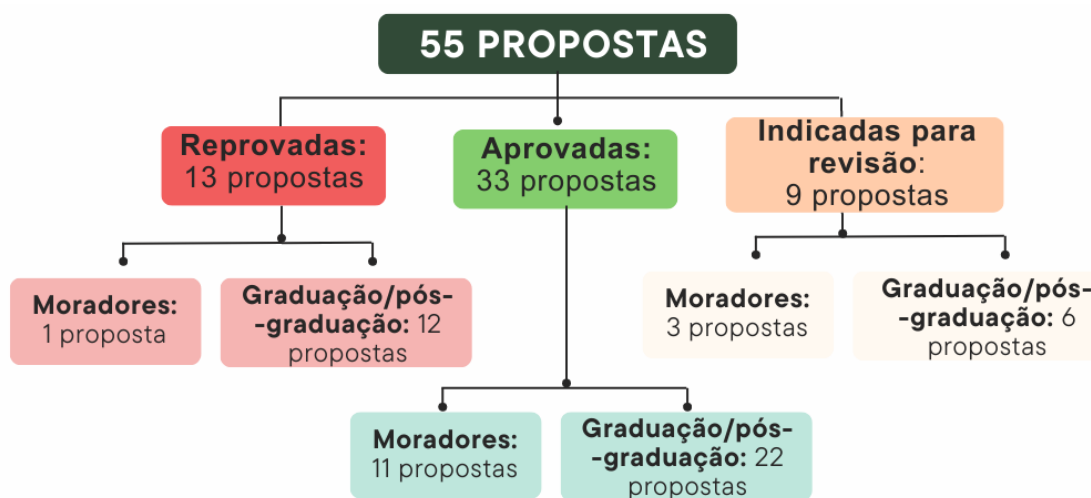 55 PROPOSTAS
Reprovadas:
13 propostas
Aprovadas:
33 propostas
Indicadas para
revisão:
9 propostas
Moradores:
1 proposta
Graduação/pós-
-graduação: 12
propostas
Moradores:
3 propostas
Graduação/pós-
-graduação: 6
propostas
Moradores:
11 propostas
Graduação/pós-
-graduação: 22
propostas